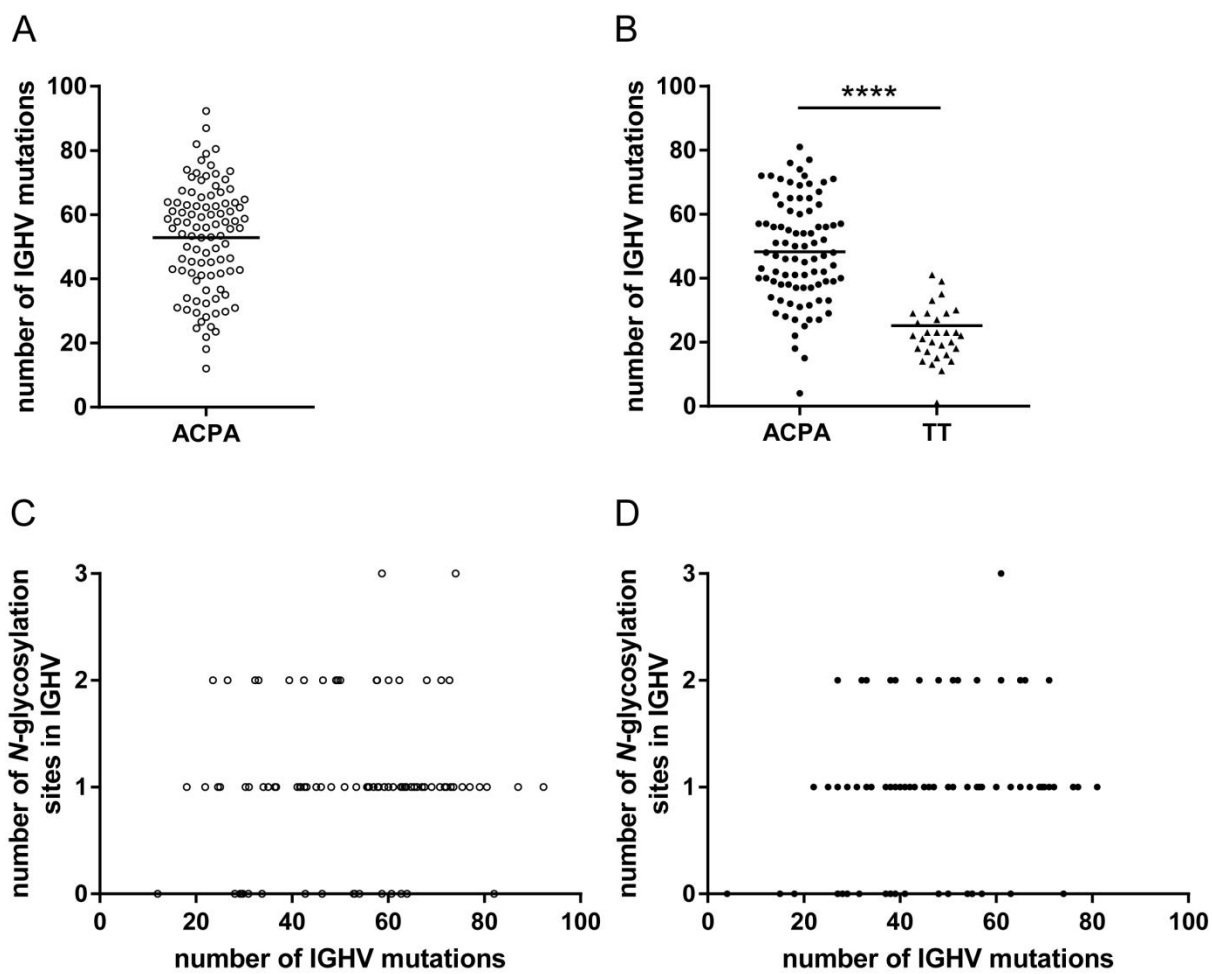 A
number of IGHV mutations
100
80
60
40
20
0
ACPA
B
number of IGHV mutations
100
80
60
40
20
0
****
ACPA
TT
C
number of N-glycosylation
sites in IGHV
3
2
1
0
0 20 40 60 80 100
number of IGHV mutations
D
number of N-glycosylation
sites in IGHV
3
2
1
0
0 20 40 60 80 100
number of IGHV mutations